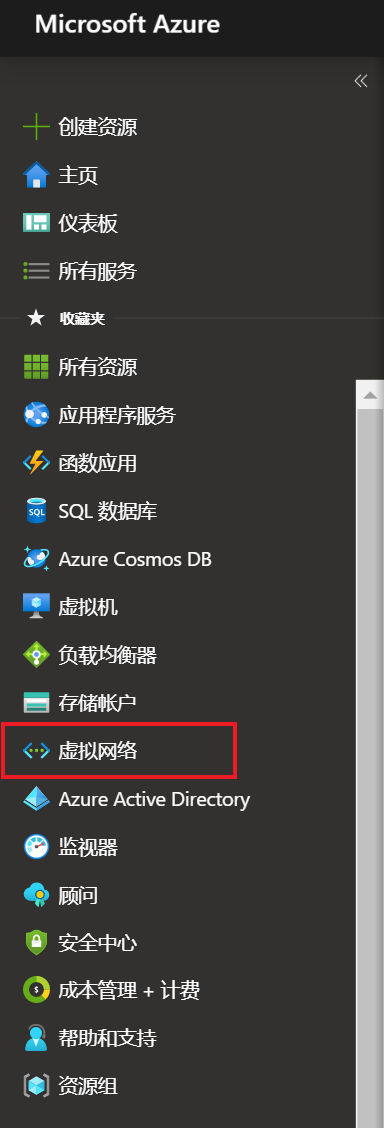 Microsoft Azure
创建资源
主页
仪表板
所有服务
收藏夹
所有资源
应用程序服务
函数应用
SQL 数据库
Azure Cosmos DB
虚拟机
负载均衡器
存储帐户
虚拟网络
Azure Active Directory
监视器
顾问
安全中心
成本管理 + 计费
帮助和支持
资源组